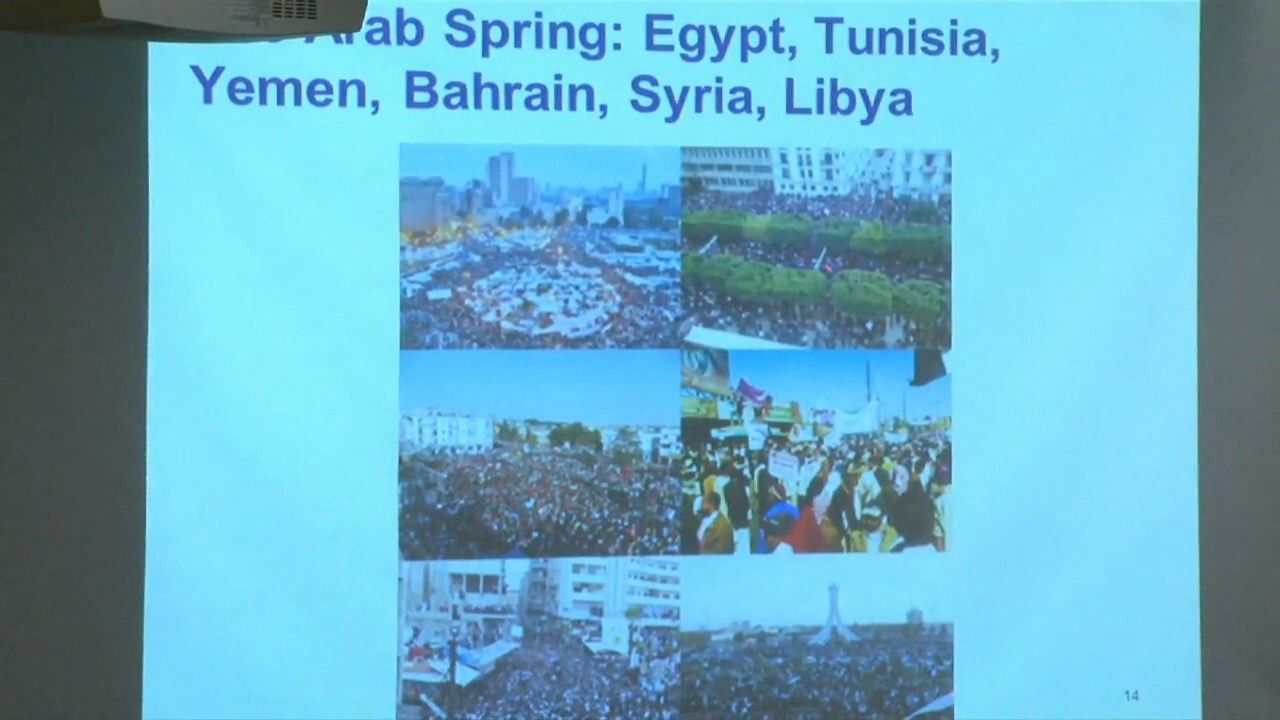 Arab Spring: Egypt, Tunisia,
Yemen, Bahrain, Syria, Libya
14